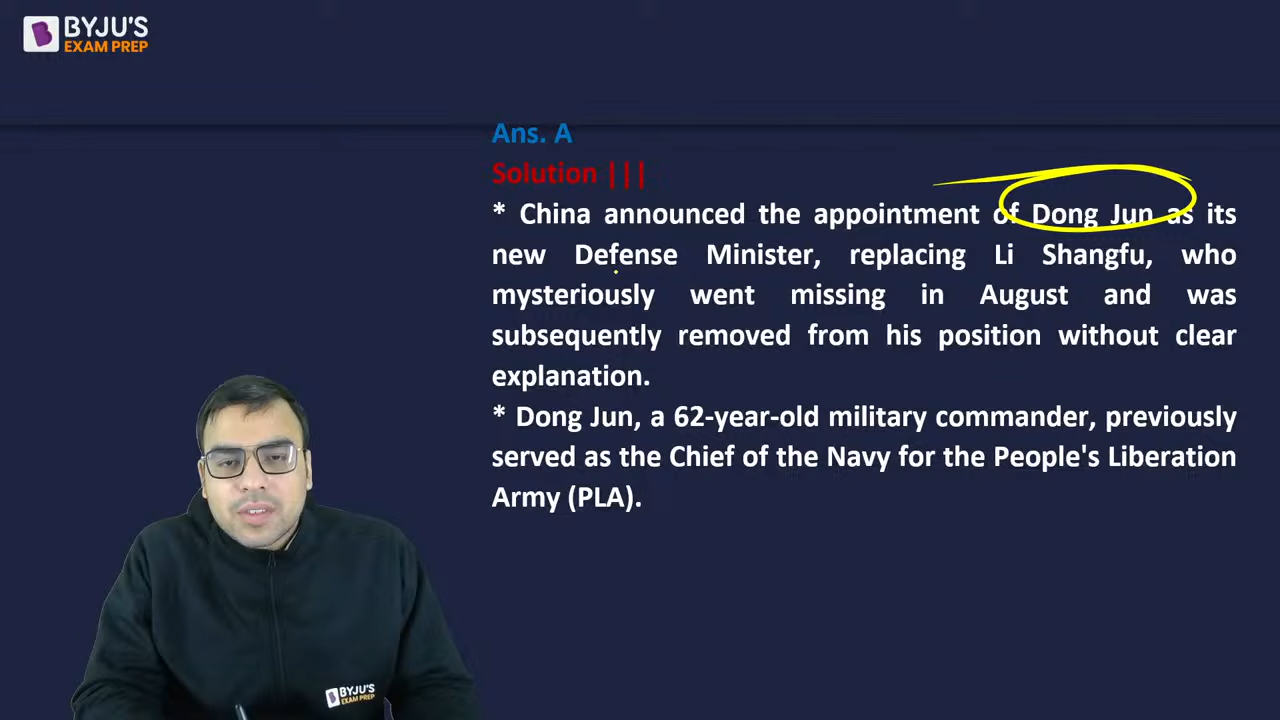 BYJU'S
EXAM PREP
Ans. A
Solution |||
* China announced the appointment of Dong Jun as its
new Defense Minister, replacing Li Shangfu, who
mysteriously went missing in August and was
subsequently removed from his position without clear
explanation.
* Dong Jun, a 62-year-old military commander, previously
served as the Chief of the Navy for the People's Liberation
Army (PLA).
BYJU'S
EXAM PREP